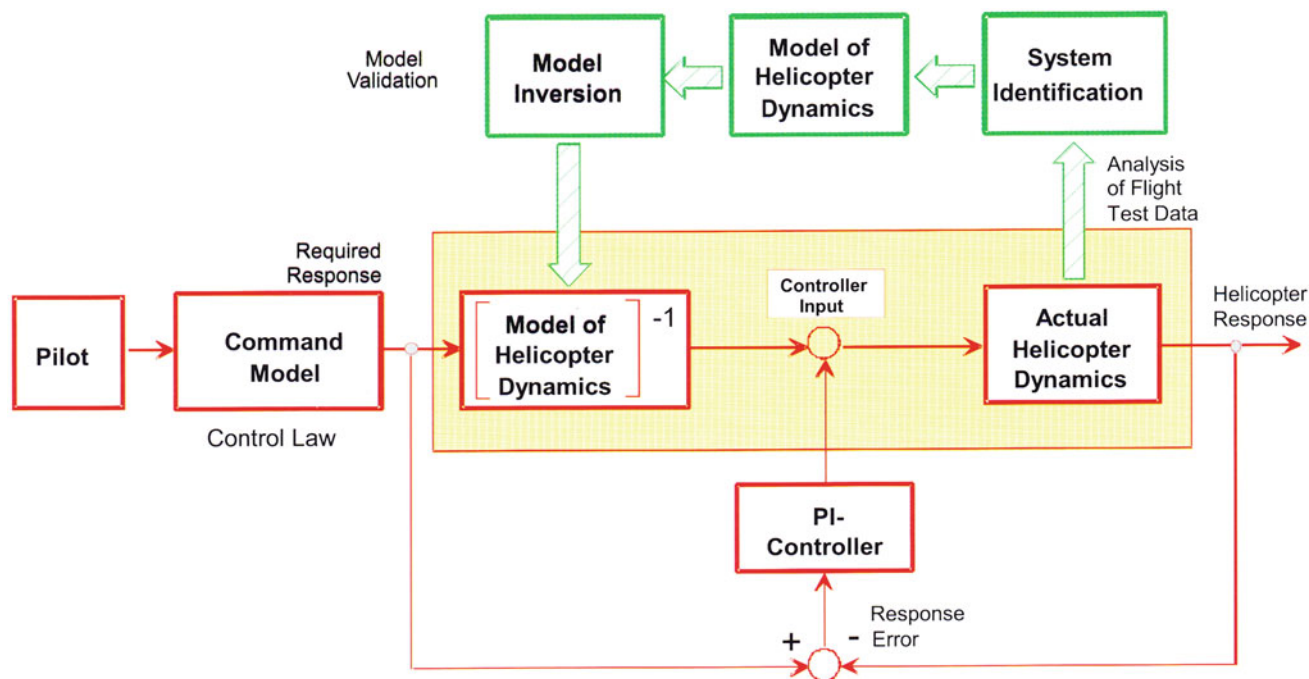 Model
Validation
Model
Inversion
Model of
Helicopter
Dynamics
System
Identification
Analysis
of Flight
Test Data
Required
Response
Pilot
Command
Model
Control Law
Model of
Helicopter
Dynamics
-1
Controller
Input
Actual
Helicopter
Dynamics
Helicopter
Response
PI-
Controller
+
-
Response
Error